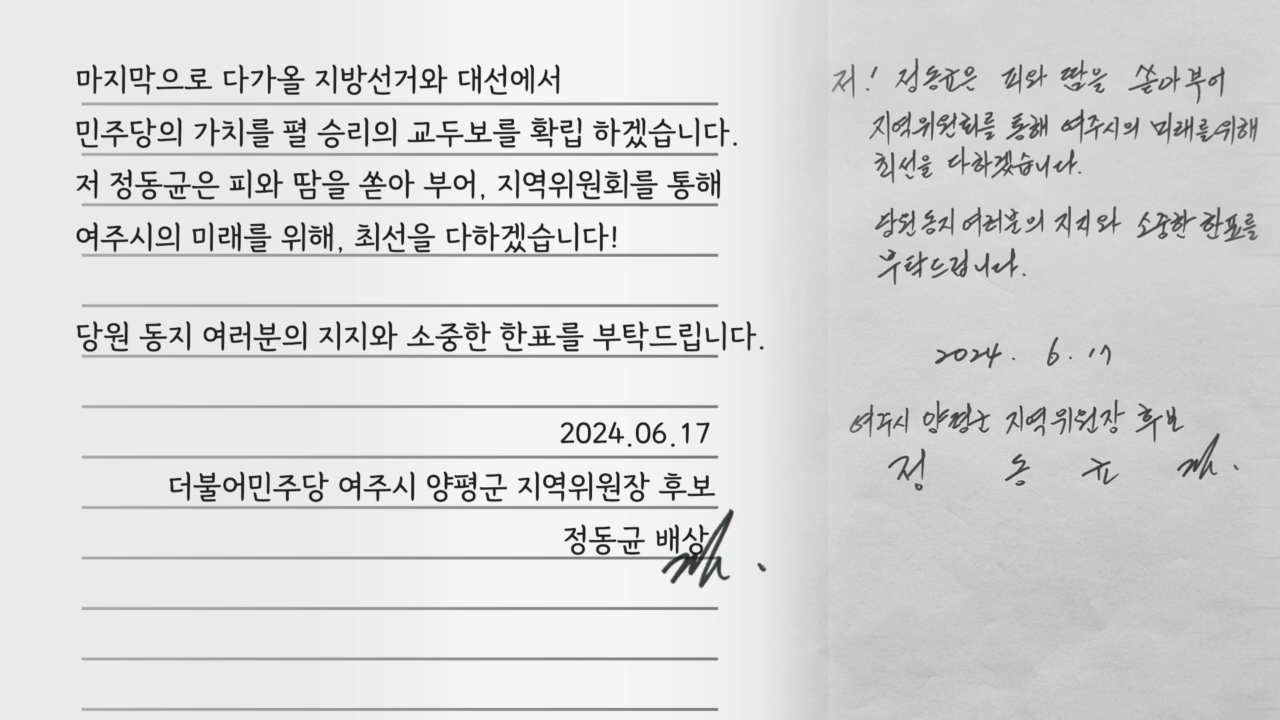 마지막으로 다가올 지방선거와 대선에서
민주당의 가치를 펼 승리의 교두보를 확립 하겠습니다.
저 정동균은 피와 땀을 쏟아 부어, 지역위원회를 통해
여주시의 미래를 위해, 최선을 다하겠습니다!
당원 동지 여러분의 지지와 소중한 한표를 부탁드립니다.
2024.06.17
더불어민주당 여주시 양평군 지역위원장 후보
정동균 배상
저! 정동균은 피와 땀을 쏟아부어
지역위원회를 통해 여주시의 미래를 위해
최선을 다하겠습니다.
당원동지 여러분의 지지와 소중한 한표를
부탁드립니다.
2024. 6. 17
여주시 양평군 지역위원장 후보
정 동 균